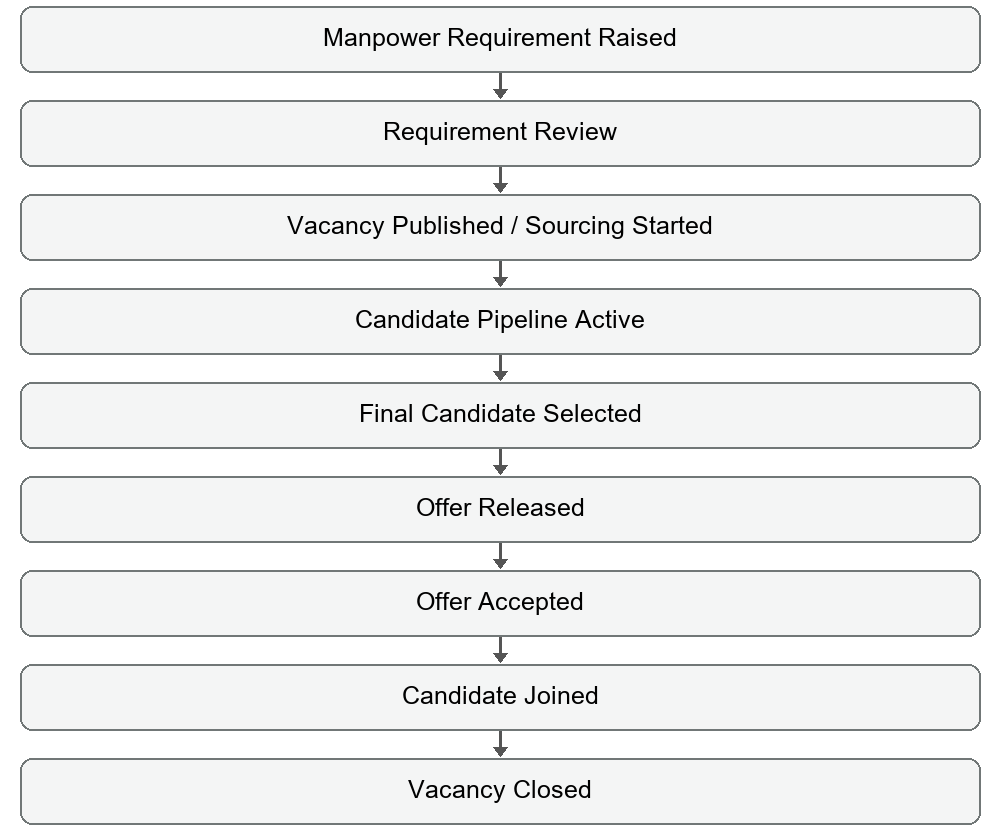 Manpower Requirement Raised
Requirement Review
Vacancy Published / Sourcing Started
Candidate Pipeline Active
Final Candidate Selected
Offer Released
Offer Accepted
Candidate Joined
Vacancy Closed